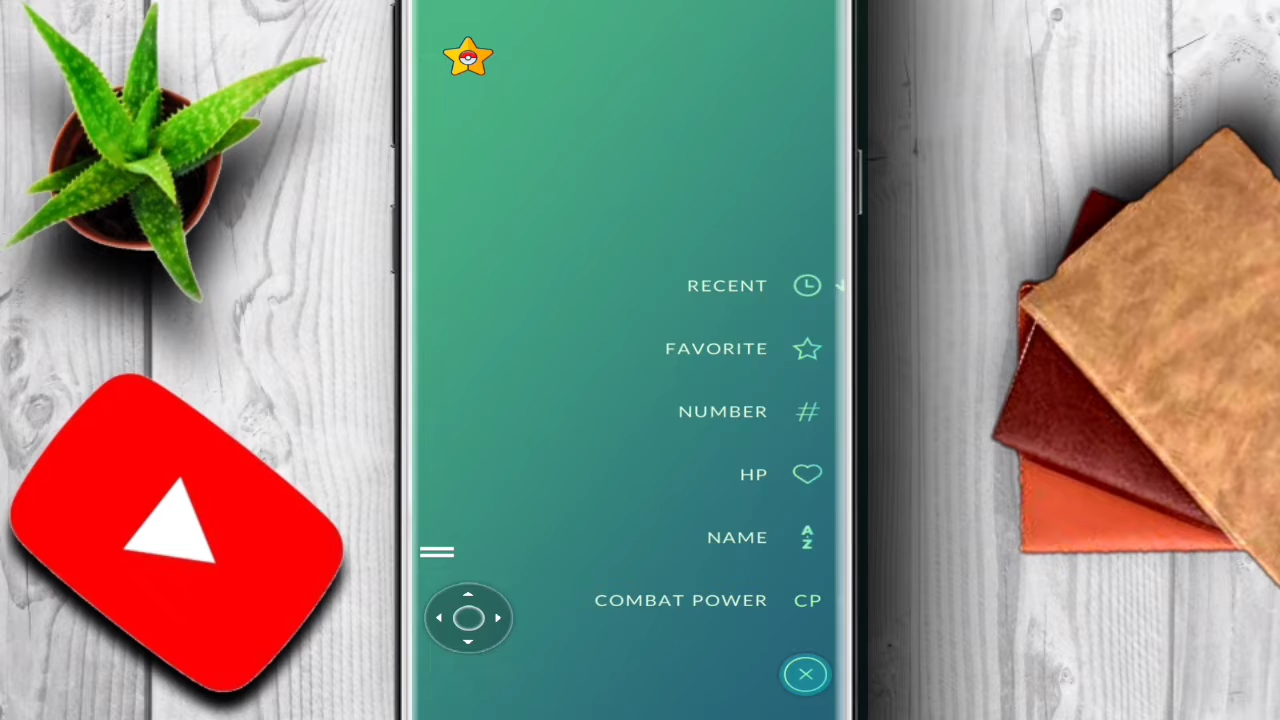 RECENT
FAVORITE
NUMBER #
HP
NAME A-Z
COMBAT POWER CP